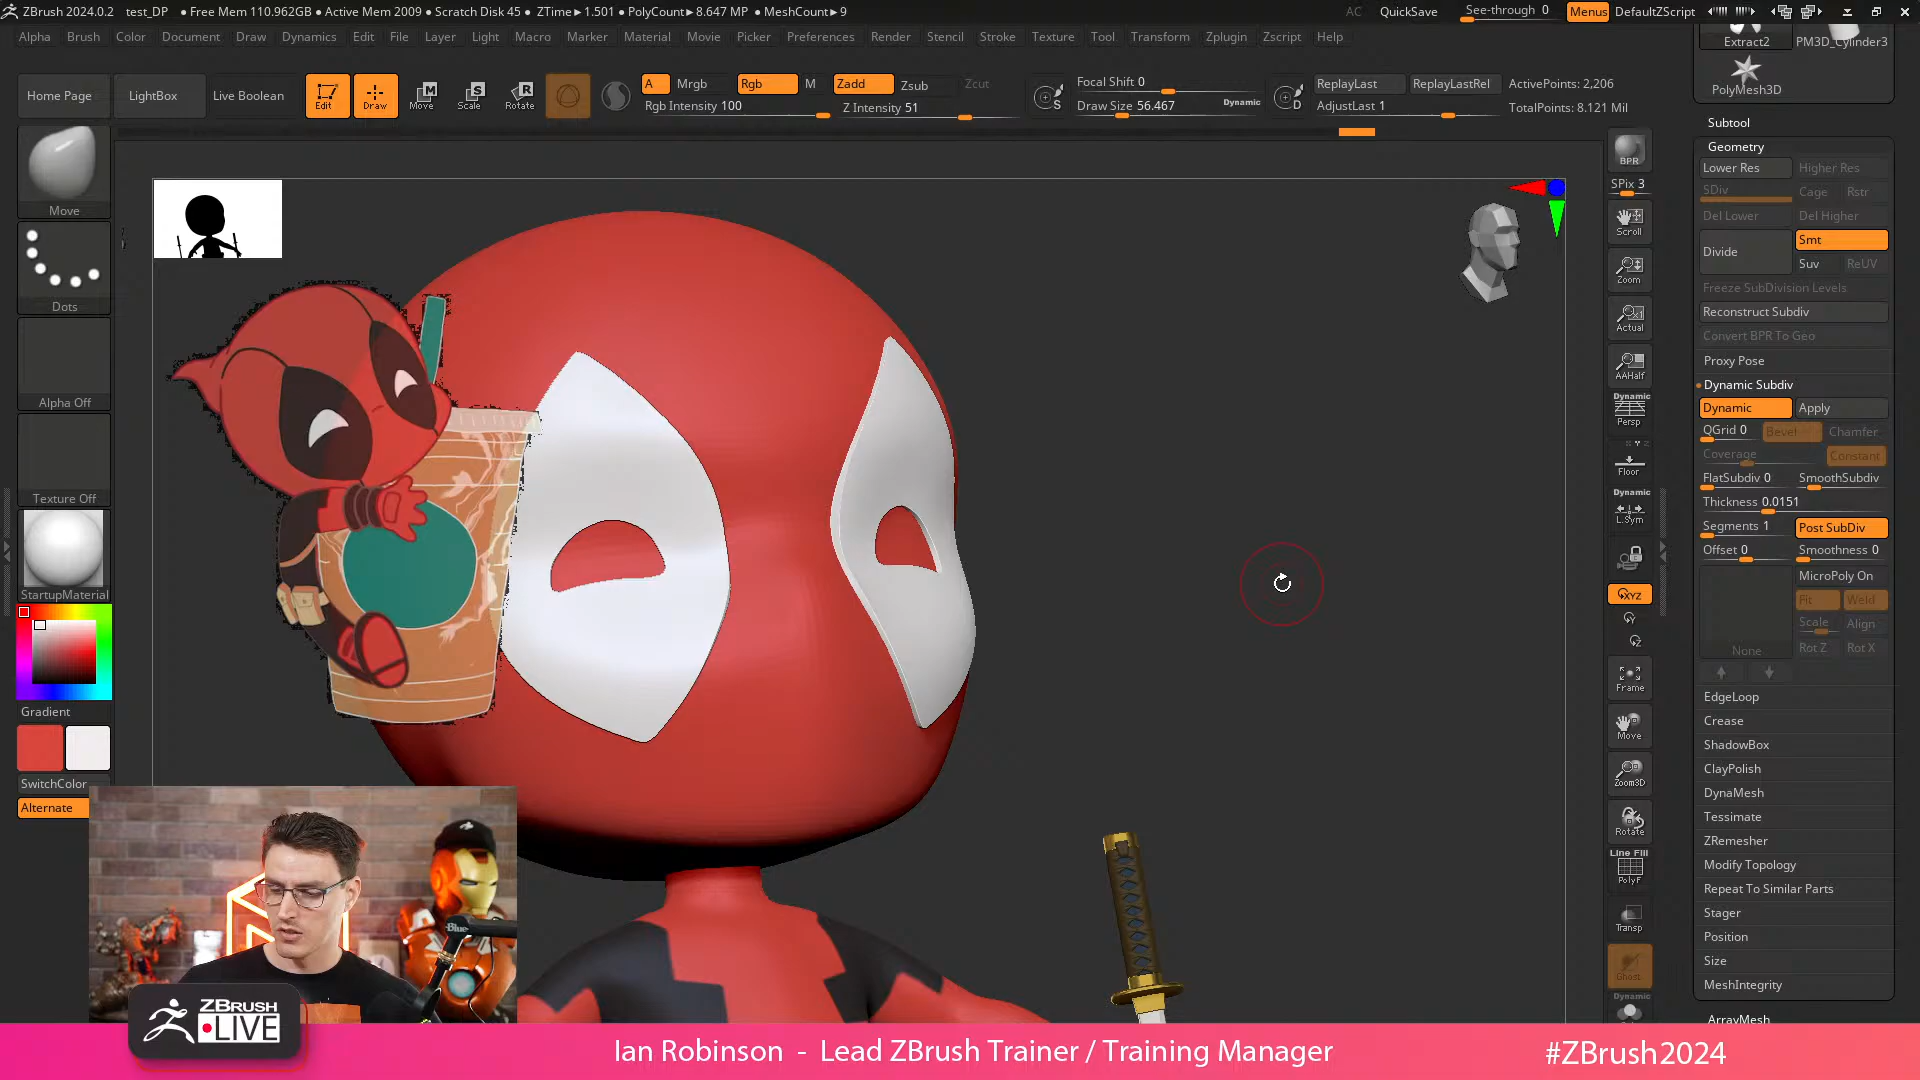 ZBrush 2024.0.2 test_DP ● Free Mem 110.962GB ● Active Mem 2009 ● Scratch Disk 45 ● ZTime►1.501 ● PolyCount►8.647 MP ● MeshCount►9 AC QuickSave See-through 0 Menus DefaultZScript
Alpha Brush Color Document Draw Dynamics Edit File Layer Light Macro Marker Material Movie Picker Preferences Render Stencil Stroke Texture Tool Transform Zplugin Zscript Help
Extract2 PM3D_Cylinder3
PolyMesh3D
Home Page LightBox Live Boolean Edit Draw Move Scale Rotate
A Mrgb Rgb M Zadd Zsub Zcut
Rgb Intensity 100 Z Intensity 51
S Focal Shift 0
Draw Size 56.467 Dynamic D
ReplayLast ReplayLastRel ActivePoints: 2,206
AdjustLast 1 TotalPoints: 8.121 Mil
Move
Dots
Alpha Off
Texture Off
StartupMaterial
Gradient
SwitchColor
Alternate
BPR
SPix 3
Scroll
Zoom
Actual
AAHalf
Dynamic
Persp
Floor
Dynamic
L.Sym
XYZ
Frame
Move
Zoom3D
Rotate
Line Fill
PolyF
Transp
Ghost
Dynamic
Subtool
Geometry
Lower Res Higher Res
SDiv Cage Rstr
Del Lower Del Higher
Divide Smt
Suv ReUV
Freeze SubDivision Levels
Reconstruct Subdiv
Convert BPR To Geo
Proxy Pose
Dynamic Subdiv
Dynamic Apply
QGrid 0 Bevel Chamfer
Coverage Constant
FlatSubdiv 0 SmoothSubdiv
Thickness 0.0151
Segments 1 Post SubDiv
Offset 0 Smoothness 0
MicroPoly On
Fit Weld
Scale Align
None Rot Z Rot X
EdgeLoop
Crease
ShadowBox
ClayPolish
DynaMesh
Tessimate
ZRemesher
Modify Topology
Repeat To Similar Parts
Stager
Position
Size
MeshIntegrity
ArrayMesh
Blue
ZBRUSH
LIVE
Ian Robinson - Lead ZBrush Trainer / Training Manager
#ZBrush2024